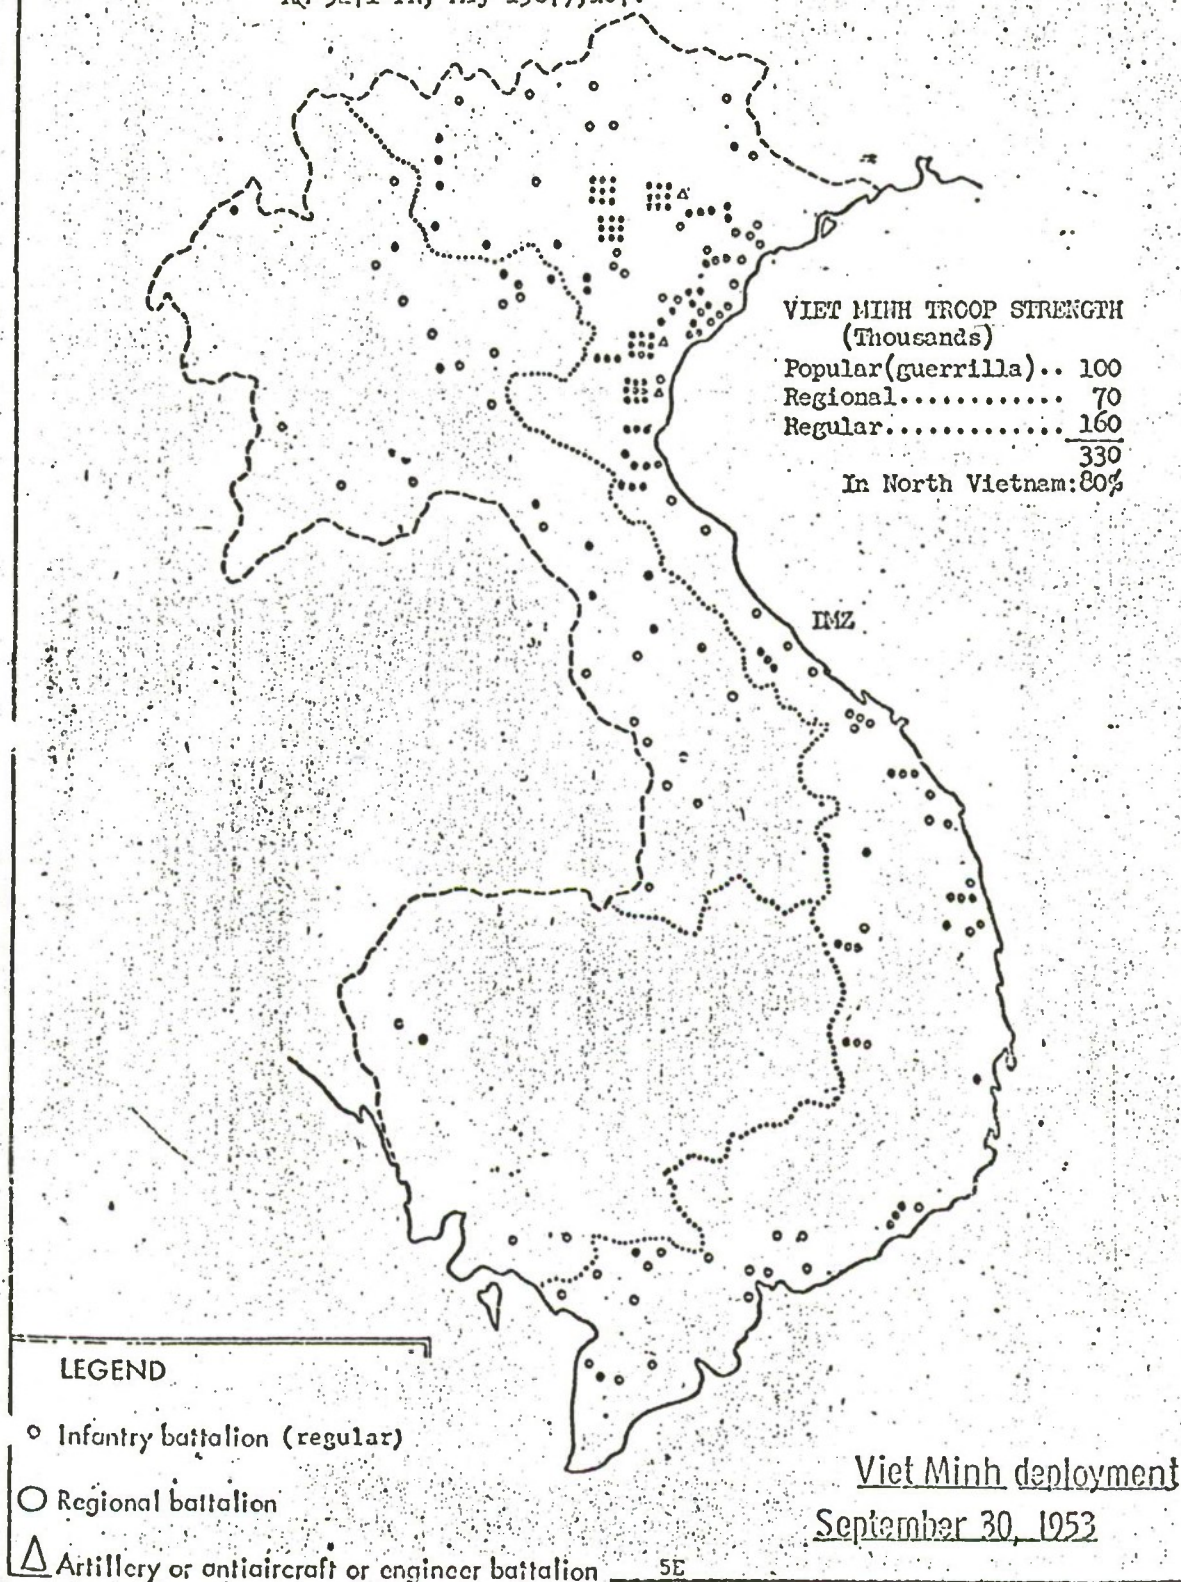 VIET MINH TROOP STRENGTH
(Thousands)
Popular(guerrilla).. 100
Regional............ 70
Regular............. 160
330
In North Vietnam:80%
DMZ
LEGEND
Infantry battalion (regular)
Regional battalion
Artillery or antiaircraft or engineer battalion
Viet Minh deployment
September 30, 1953
5E